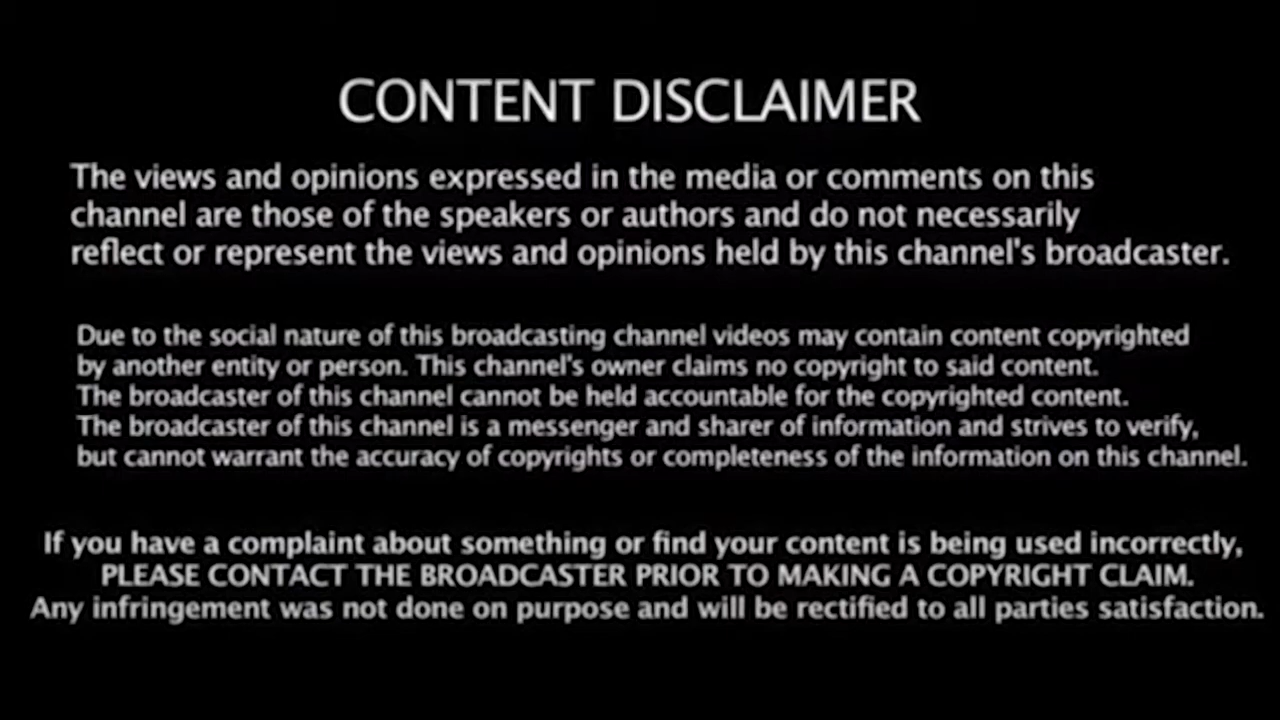 CONTENT DISCLAIMER
The views and opinions expressed in the media or comments on this
channel are those of the speakers or authors and do not necessarily
reflect or represent the views and opinions held by this channel's broadcaster.
Due to the social nature of this broadcasting channel videos may contain content copyrighted
by another entity or person. This channel's owner claims no copyright to said content.
The broadcaster of this channel cannot be held accountable for the copyrighted content.
The broadcaster of this channel is a messenger and sharer of information and strives to verify,
but cannot warrant the accuracy of copyrights or completeness of the information on this channel.
If you have a complaint about something or find your content is being used incorrectly,
PLEASE CONTACT THE BROADCASTER PRIOR TO MAKING A COPYRIGHT CLAIM.
Any infringement was not done on purpose and will be rectified to all parties satisfaction.